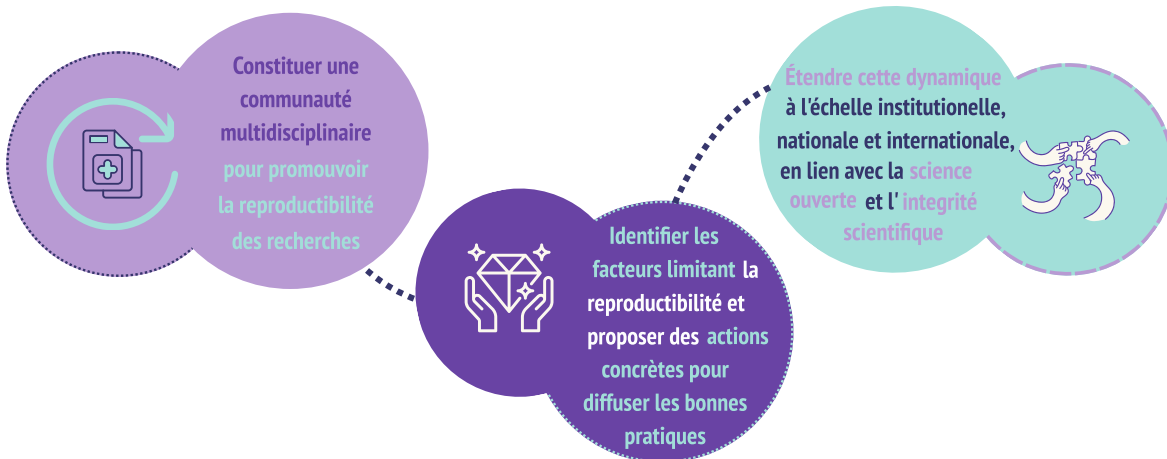 Constituer une
communauté
multidisciplinaire
pour promouvoir
la reproductibilité
des recherches
Identifier les
facteurs limitant la
reproductibilité et
proposer des actions
concrètes pour
diffuser les bonnes
pratiques
Étendre cette dynamique
à l'échelle institutionelle,
nationale et internationale,
en lien avec la science
ouverte et l' integrité
scientifique